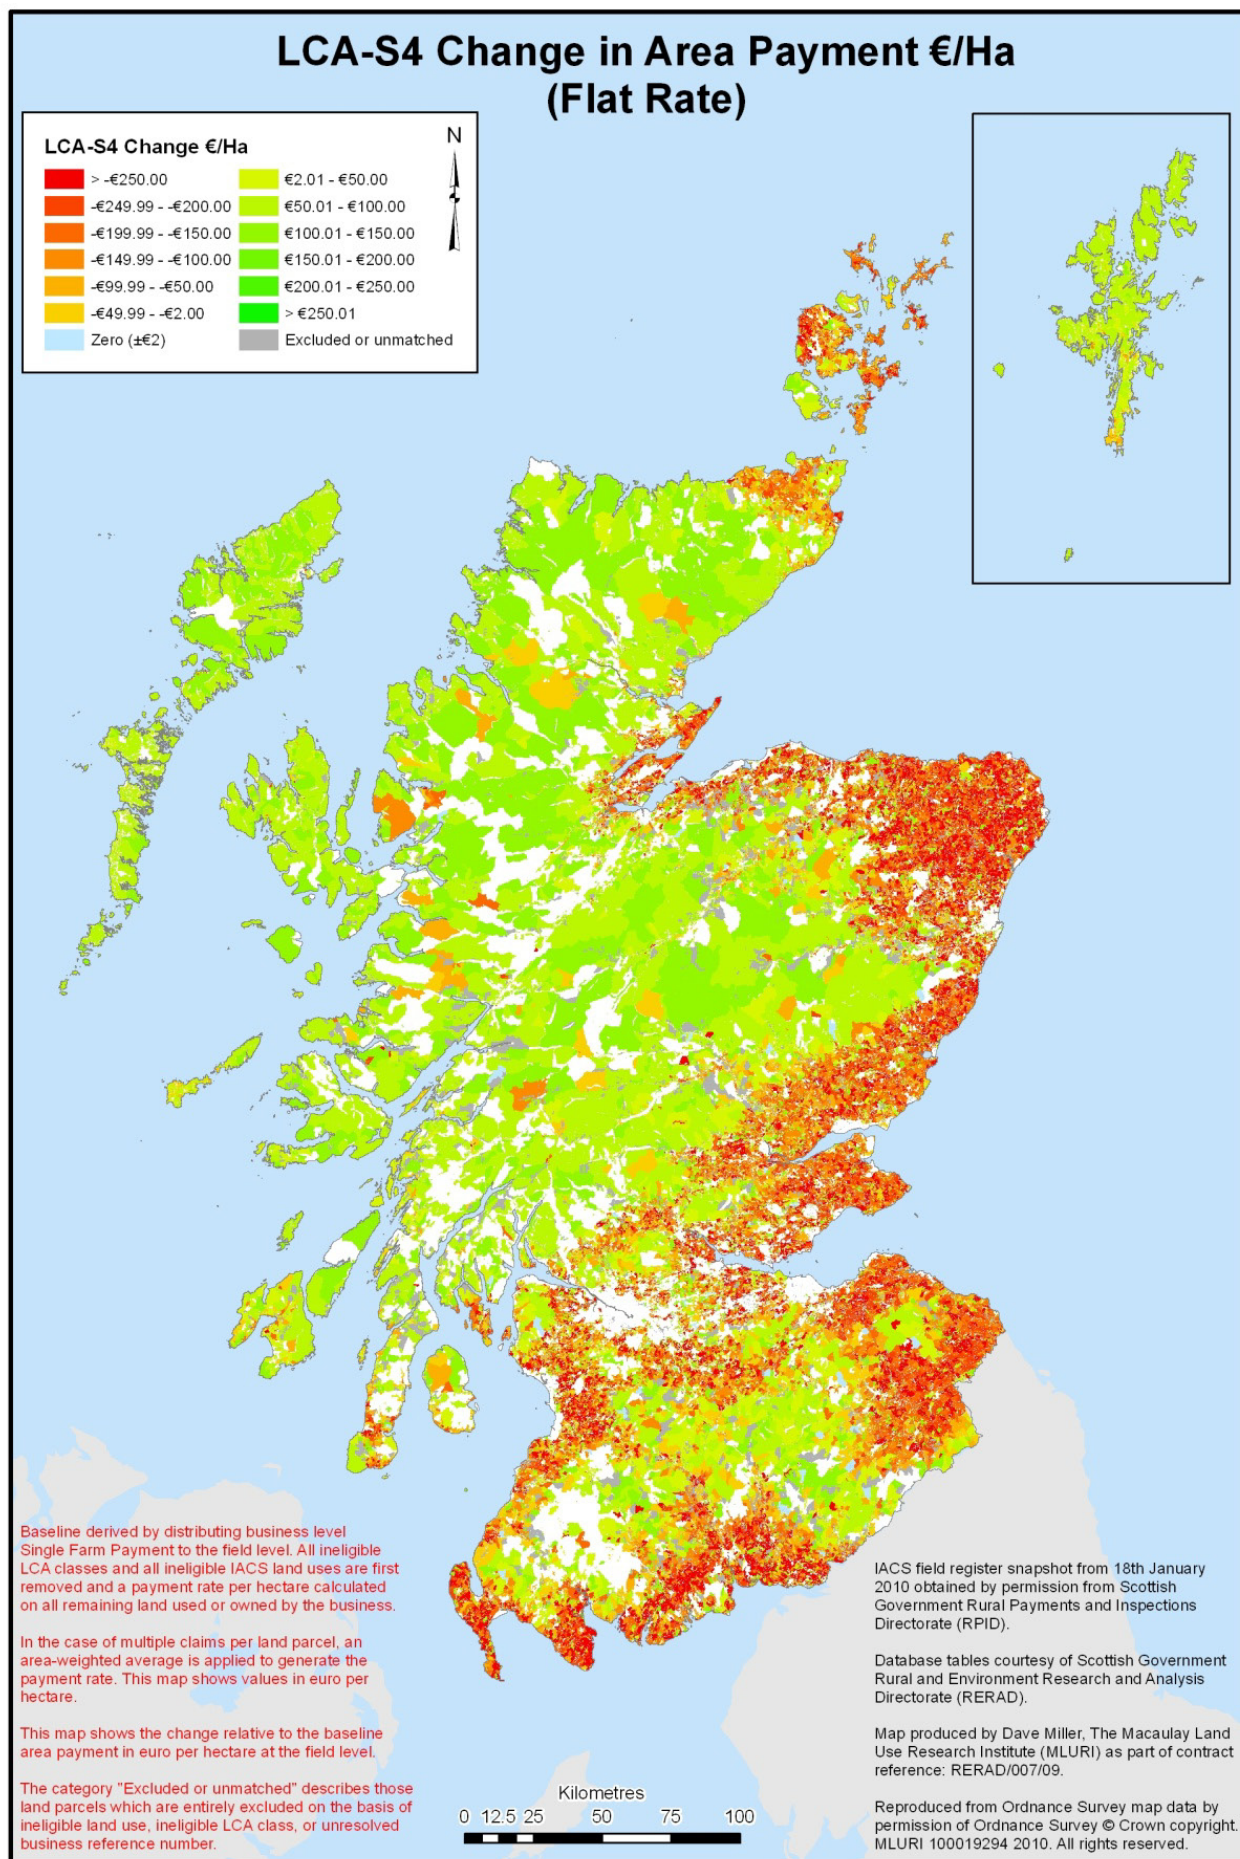 LCA-S4 Change in Area Payment €/Ha
(Flat Rate)
LCA-S4 Change €/Ha
> -€250.00
-€249.99 - -€200.00
-€199.99 - -€150.00
-€149.99 - -€100.00
-€99.99 - -€50.00
-€49.99 - -€2.00
Zero (±€2)
€2.01 - €50.00
€50.01 - €100.00
€100.01 - €150.00
€150.01 - €200.00
€200.01 - €250.00
> €250.01
Excluded or unmatched
N
Baseline derived by distributing business level
Single Farm Payment to the field level. All ineligible
LCA classes and all ineligible IACS land uses are first
removed and a payment rate per hectare calculated
on all remaining land used or owned by the business.
In the case of multiple claims per land parcel, an
area-weighted average is applied to generate the
payment rate. This map shows values in euro per
hectare.
This map shows the change relative to the baseline
area payment in euro per hectare at the field level.
The category "Excluded or unmatched" describes those
land parcels which are entirely excluded on the basis of
ineligible land use, ineligible LCA class, or unresolved
business reference number.
Kilometres
0 12.5 25 50 75 100
IACS field register snapshot from 18th January
2010 obtained by permission from Scottish
Government Rural Payments and Inspections
Directorate (RPID).
Database tables courtesy of Scottish Government
Rural and Environment Research and Analysis
Directorate (RERAD).
Map produced by Dave Miller, The Macaulay Land
Use Research Institute (MLURI) as part of contract
reference: RERAD/007/09.
Reproduced from Ordnance Survey map data by
permission of Ordnance Survey © Crown copyright.
MLURI 100019294 2010. All rights reserved.